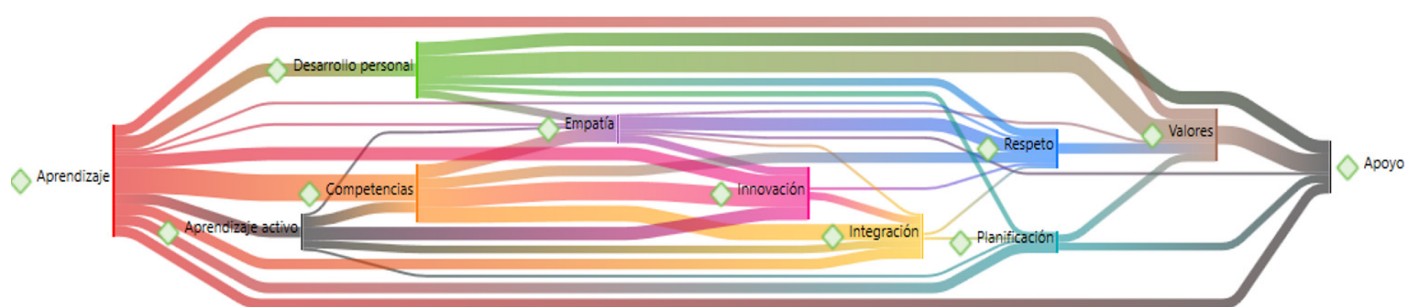 Aprendizaje
Desarrollo personal
Competencias
Aprendizaje activo
Empatía
Innovación
Integración
Respeto
Planificación
Valores
Apoyo